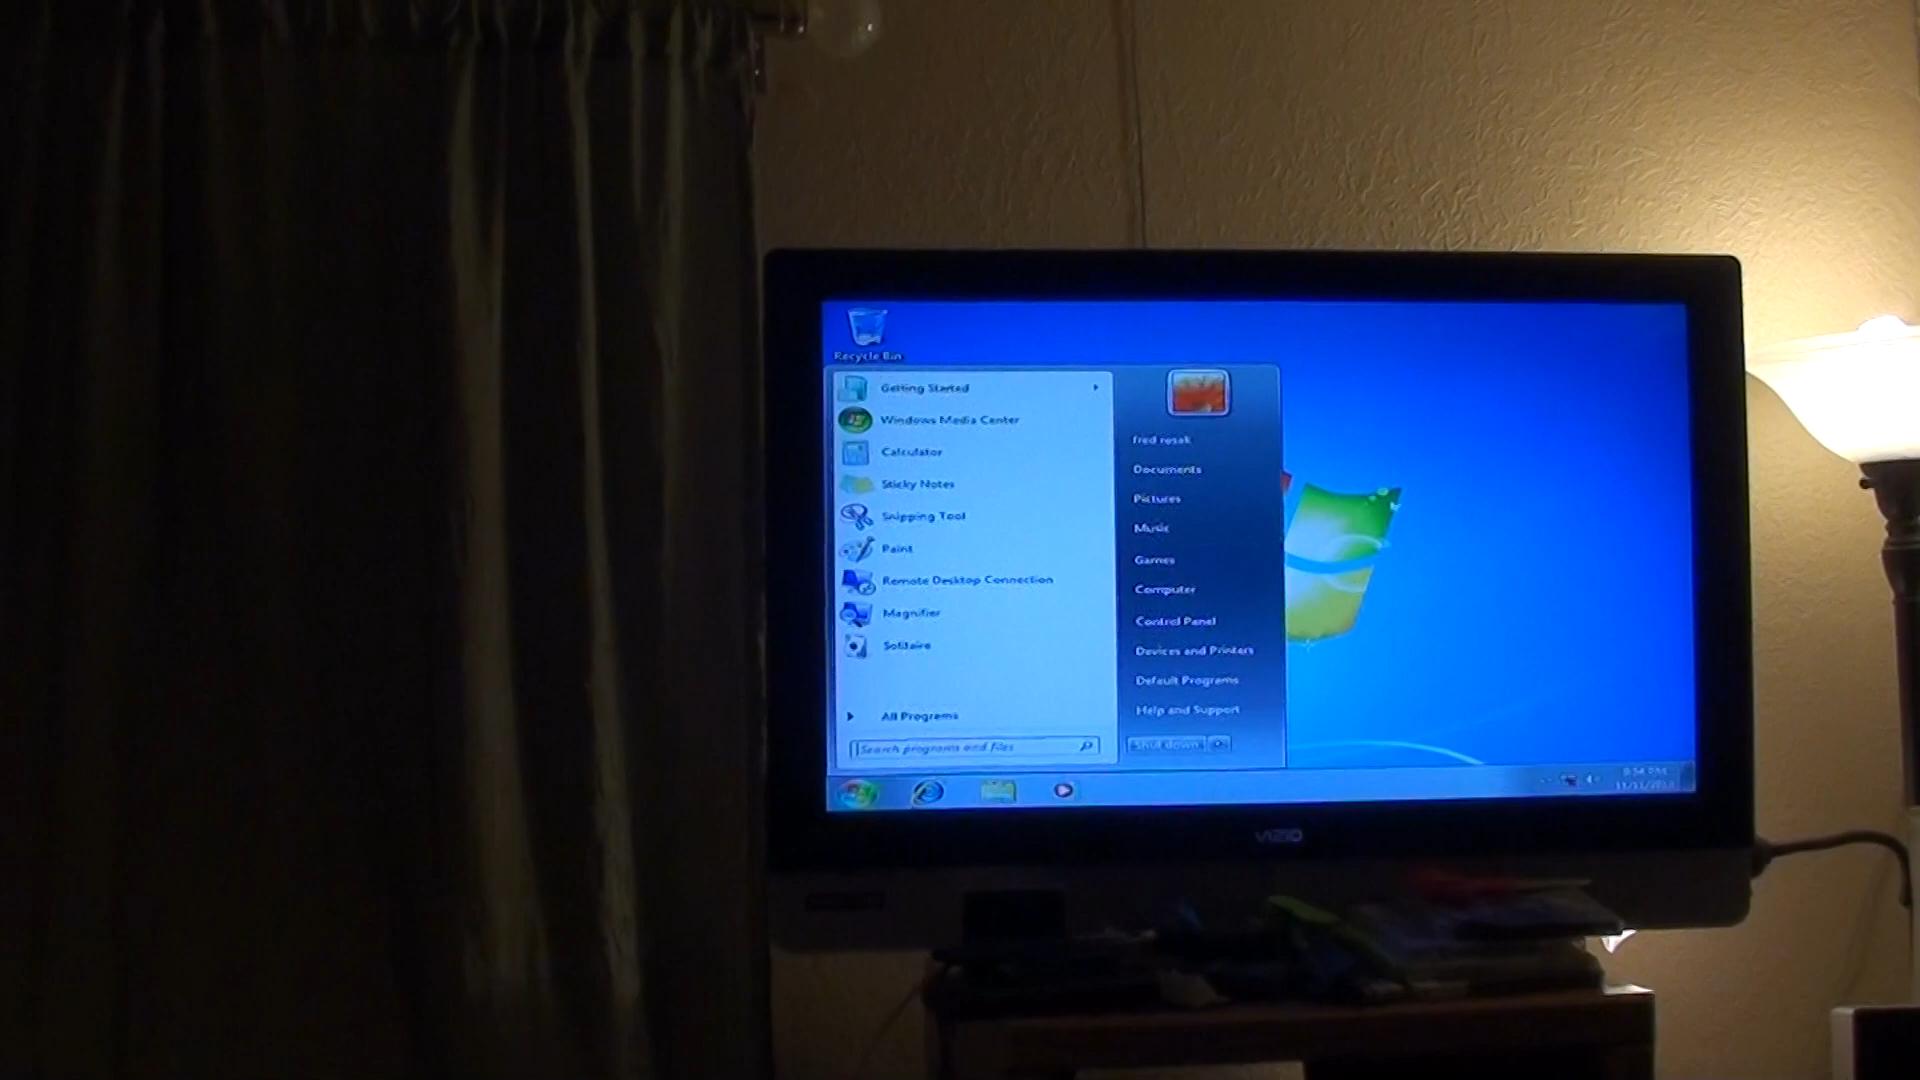 Recycle Bin
Getting Started
Windows Media Center
Calculator
Sticky Notes
Snipping Tool
Paint
Remote Desktop Connection
Magnifier
Solitaire
All Programs
Search programs and files
fred rosak
Documents
Pictures
Music
Games
Computer
Control Panel
Devices and Printers
Default Programs
Help and Support
Shut down
VIZIO